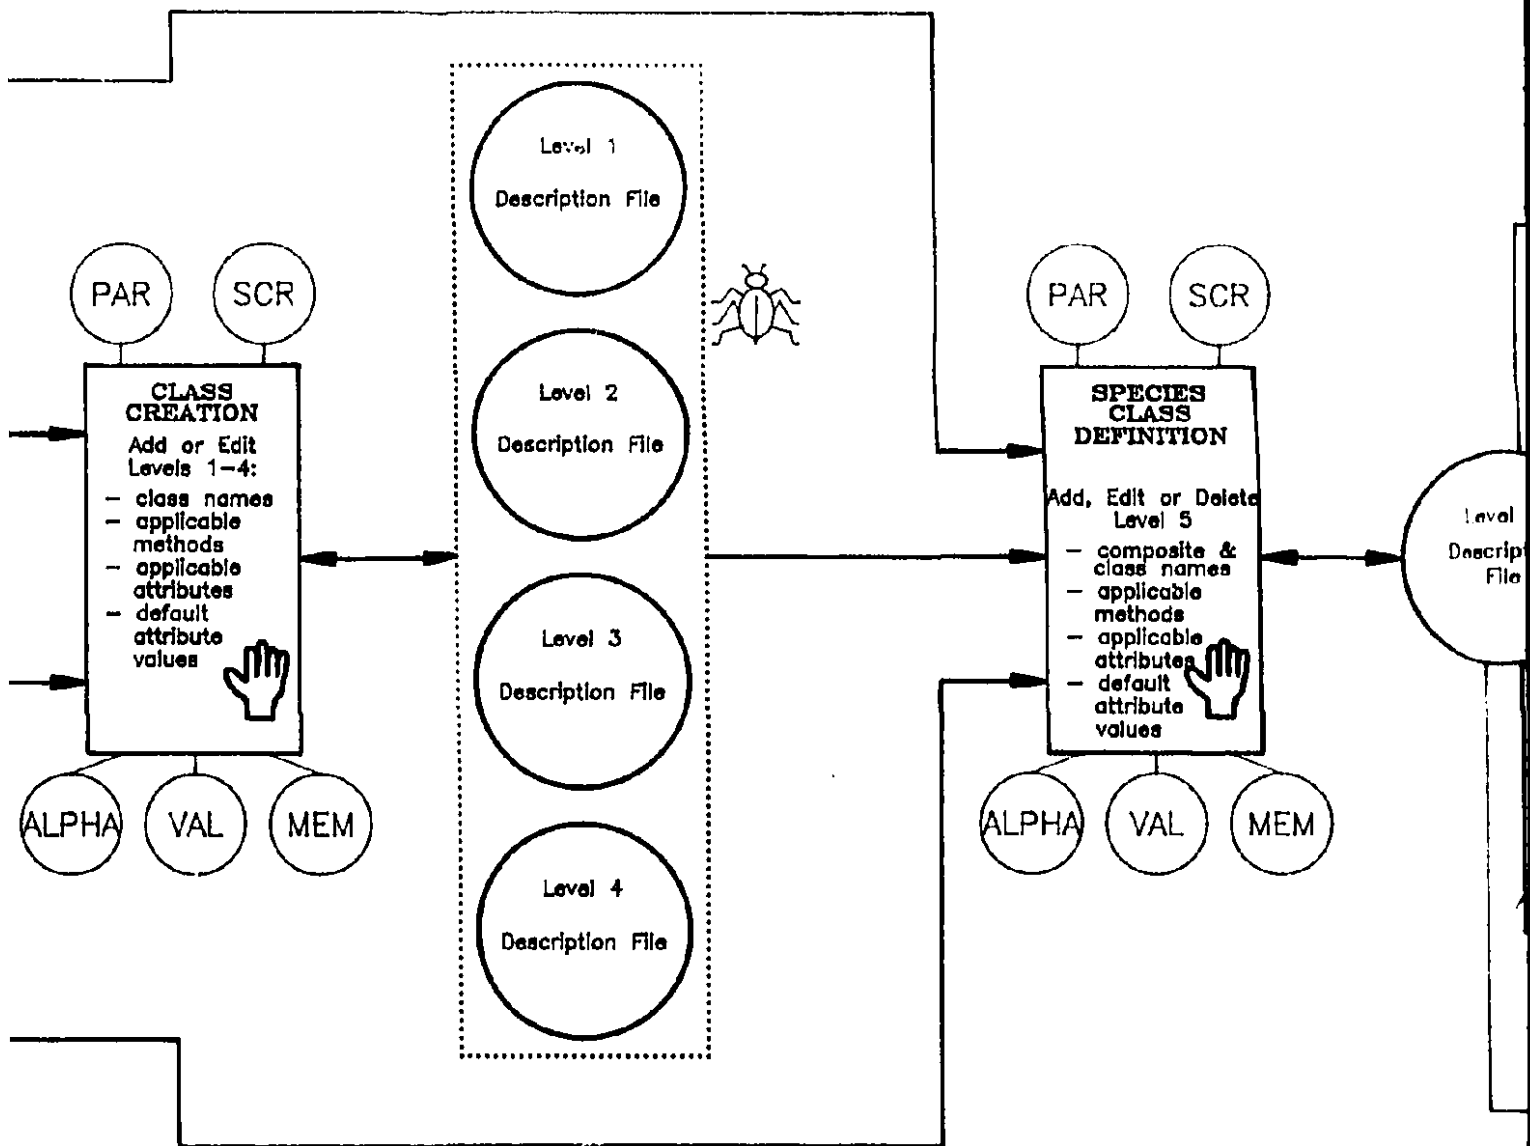 PAR
SCR
CLASS
CREATION
Add or Edit
Levels 1-4:
- class names
- applicable
methods
- applicable
attributes
- default
attribute
values
ALPHA
VAL
MEM
Level 1
Description File
Level 2
Description File
Level 3
Description File
Level 4
Description File
PAR
SCR
SPECIES
CLASS
DEFINITION
Add, Edit or Delete
Level 5
- composite &
class names
- applicable
methods
- applicable
attributes
- default
attribute
values
ALPHA
VAL
MEM
Level
Descript
File